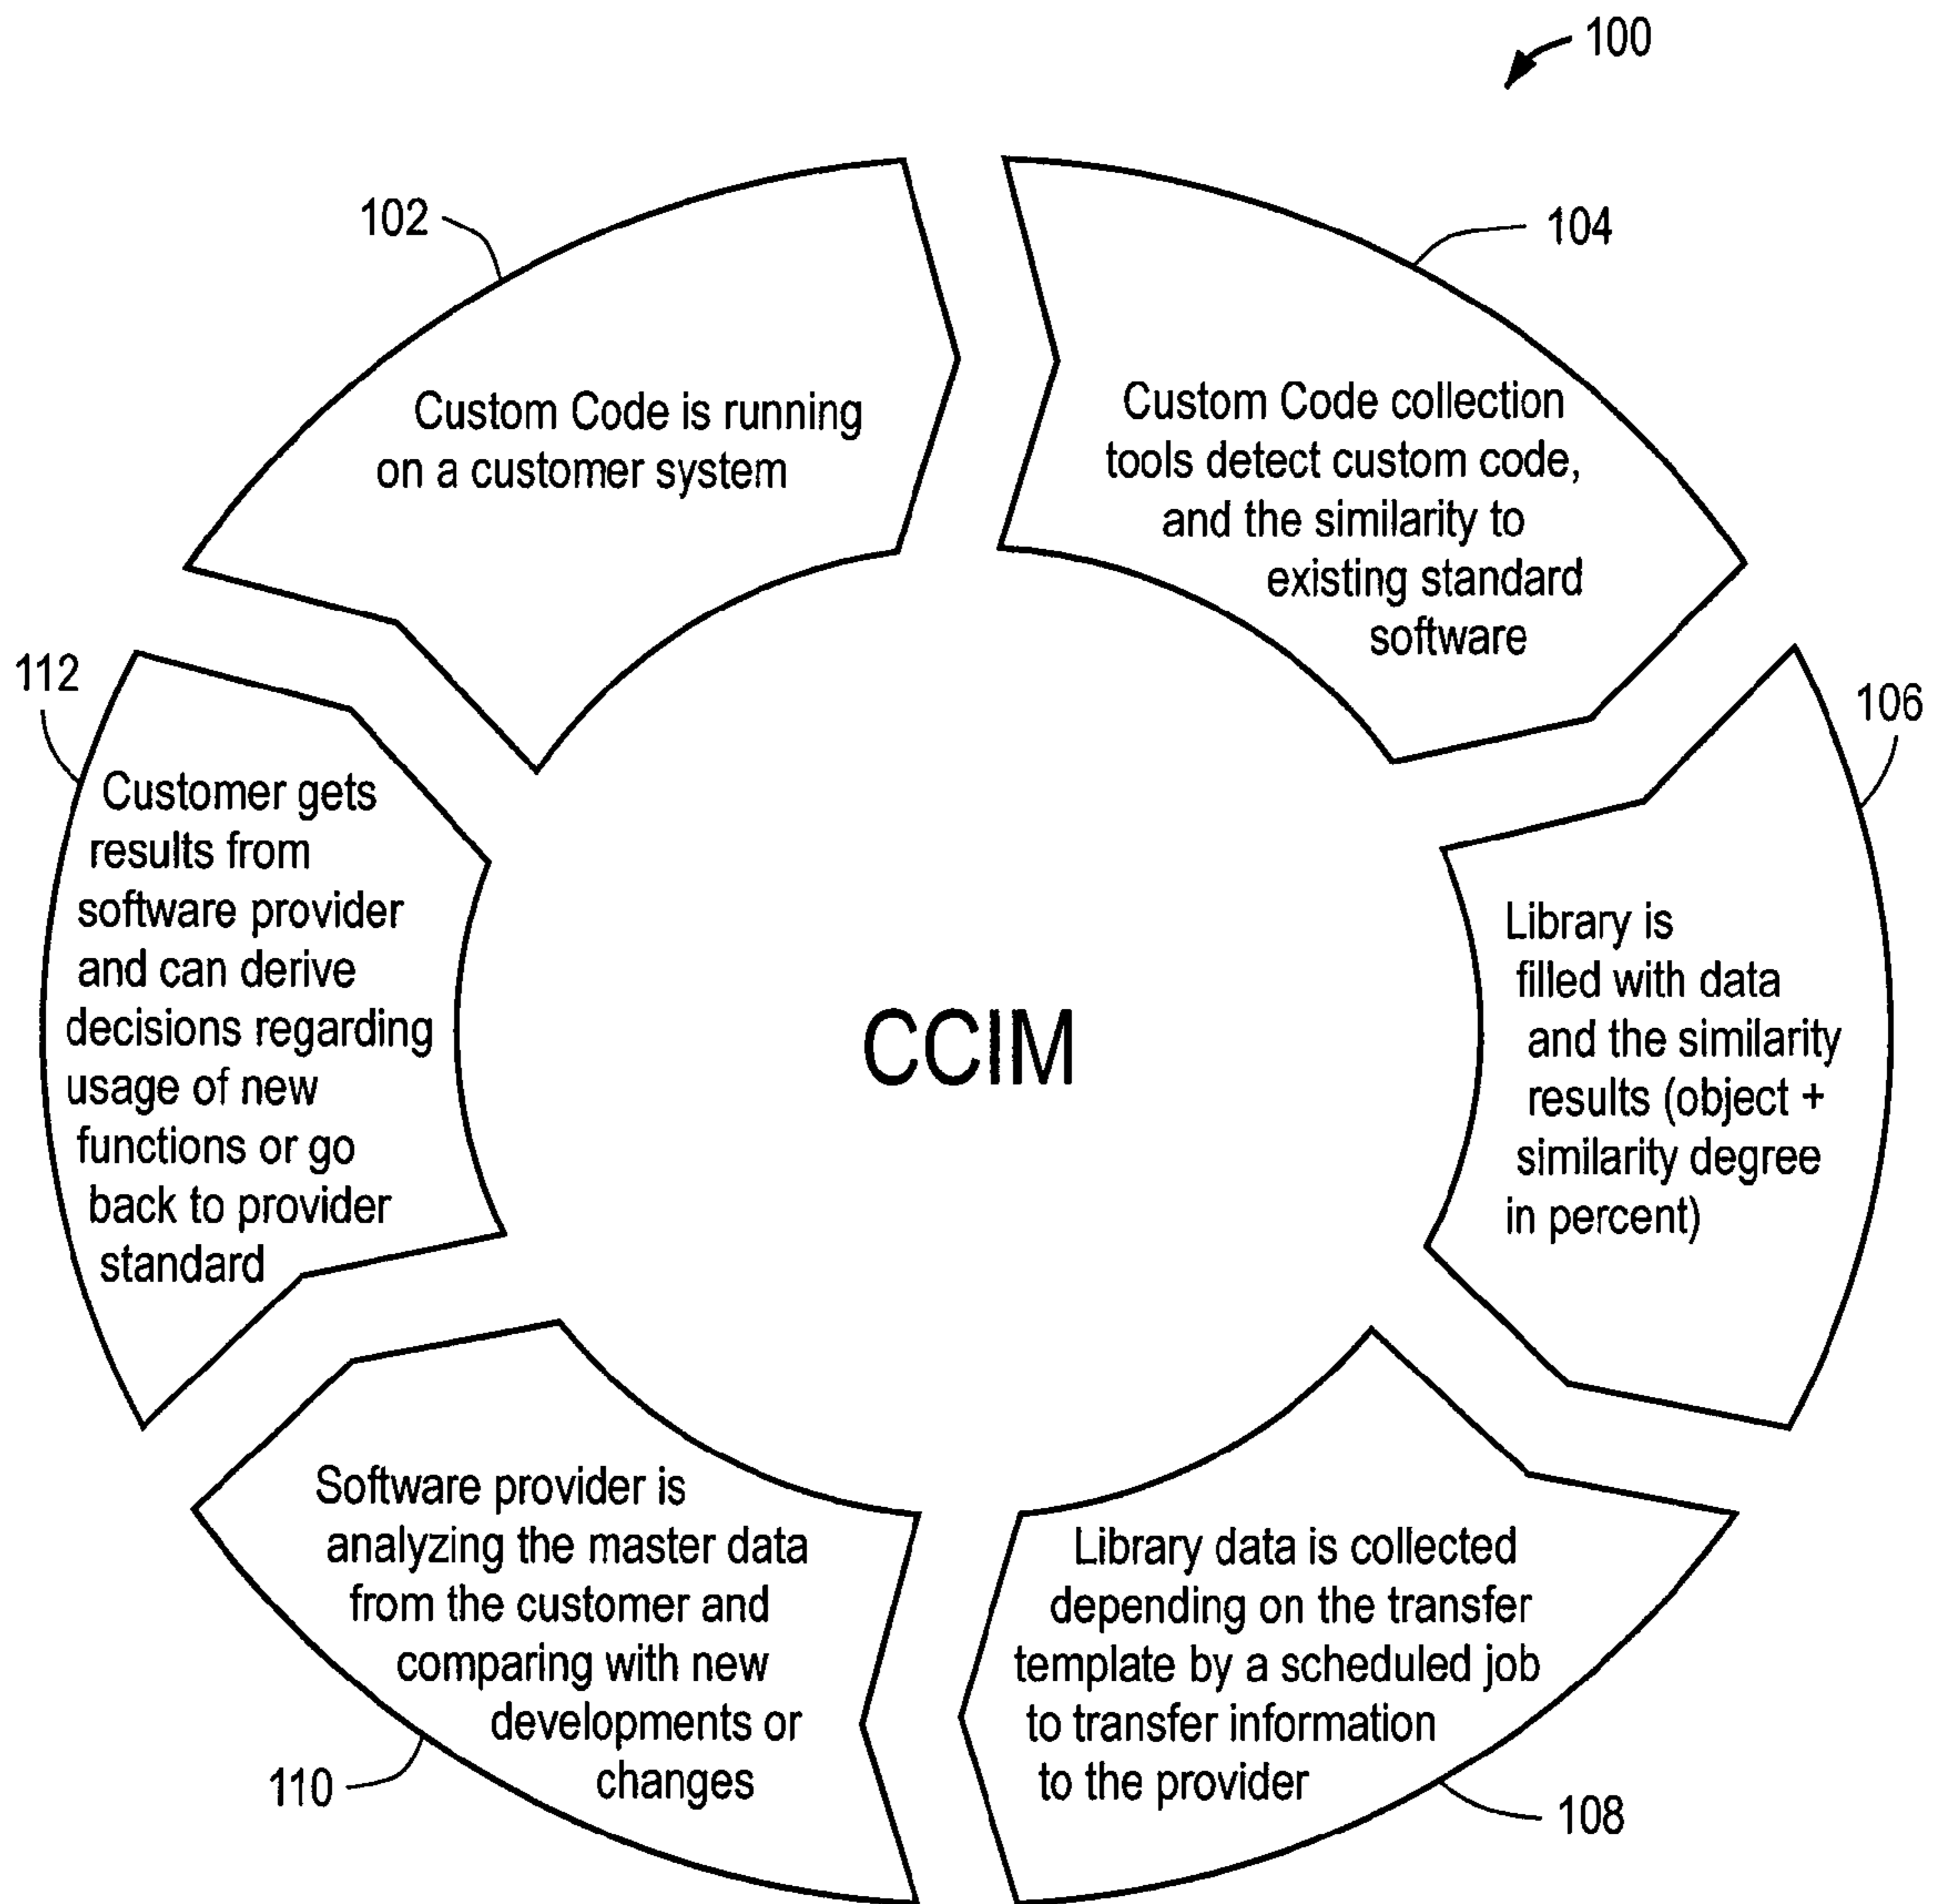 100
102
Custom Code is running
on a customer system
104
Custom Code collection
tools detect custom code,
and the similarity to
existing standard
software
106
Library is
filled with data
and the similarity
results (object +
similarity degree
in percent)
108
Library data is collected
depending on the transfer
template by a scheduled job
to transfer information
to the provider
110
Software provider is
analyzing the master data
from the customer and
comparing with new
developments or
changes
112
Customer gets
results from
software provider
and can derive
decisions regarding
usage of new
functions or go
back to provider
standard
CCIM